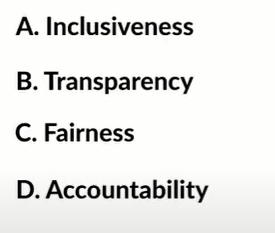 A. Inclusiveness
B. Transparency
C. Fairness
D. Accountability